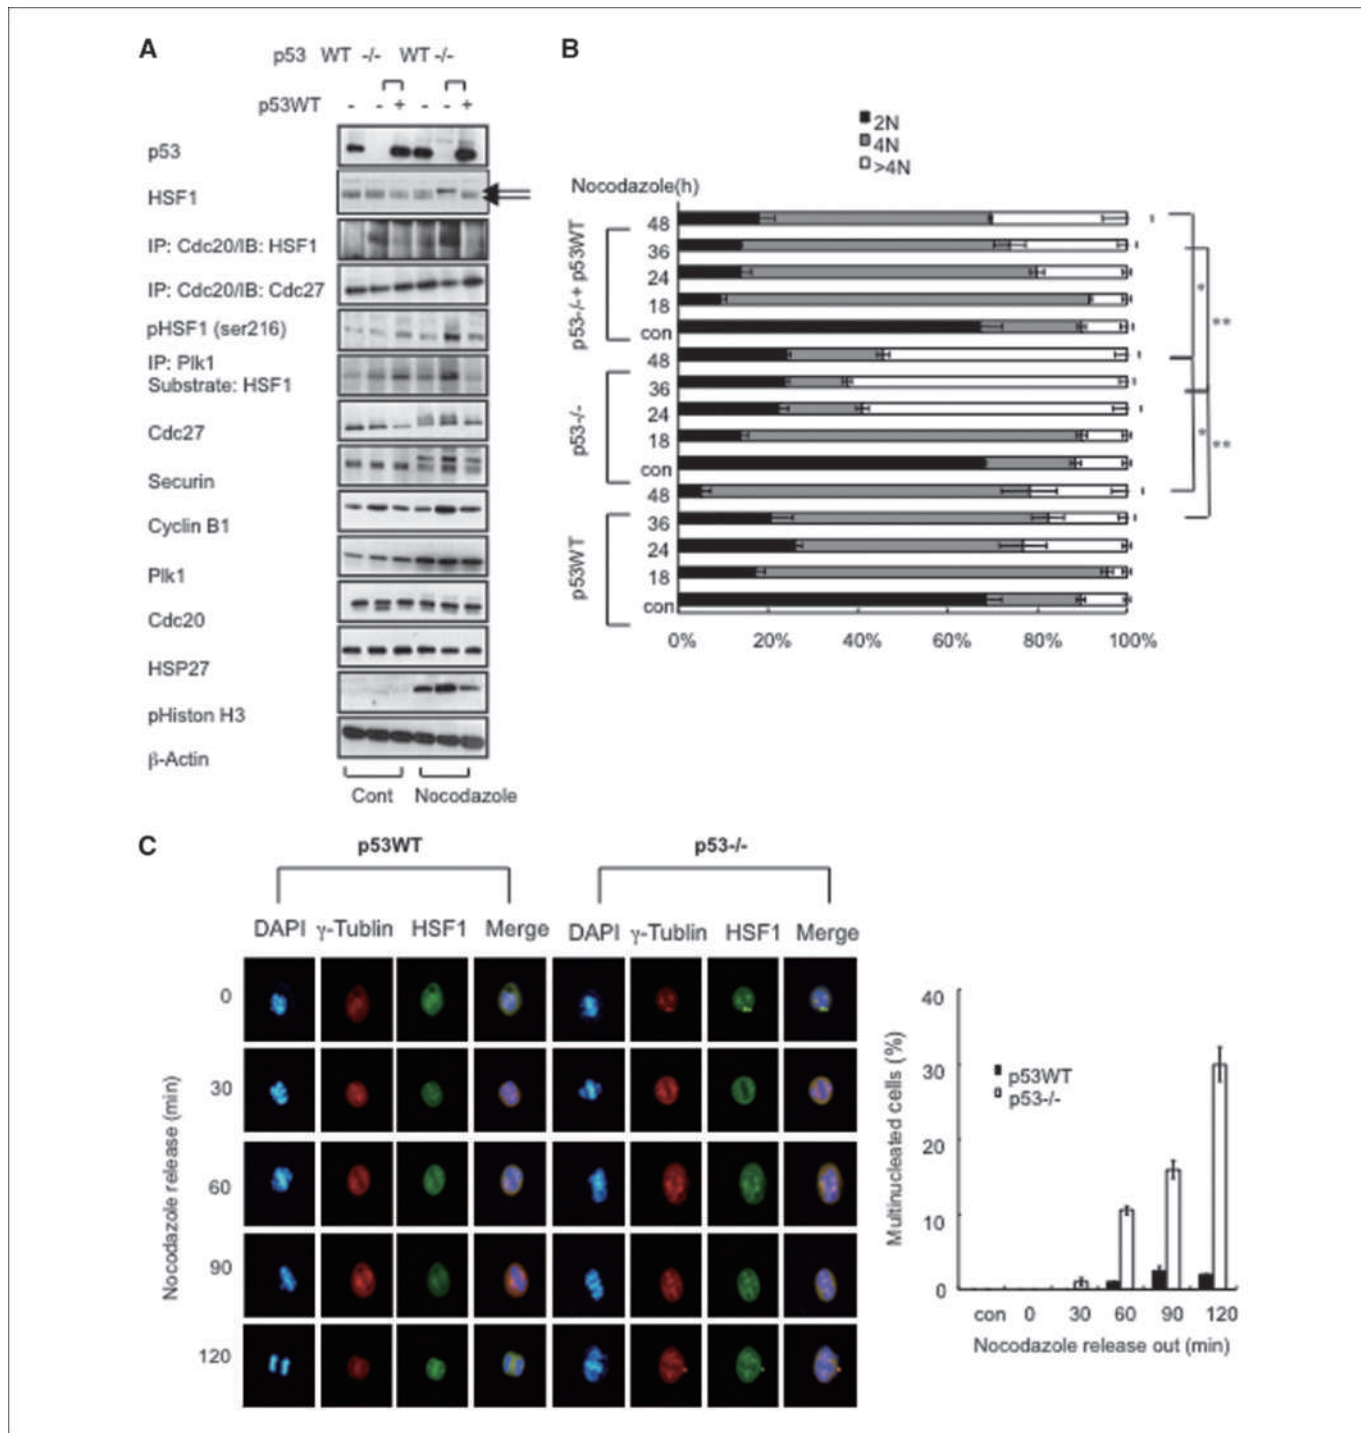 A
p53 WT -/- WT -/-
p53WT - - + - - +
p53
HSF1
IP: Cdc20/IB: HSF1
IP: Cdc20/IB: Cdc27
pHSF1 (ser216)
IP: Plk1
Substrate: HSF1
Cdc27
Securin
Cyclin B1
Plk1
Cdc20
HSP27
pHiston H3
β-Actin
Cont Nocodazole
B
2N
4N
>4N
Nocodazole(h)
p53-/-+ p53WT
48
36
24
18
con
p53-/-
48
36
24
18
con
p53WT
48
36
24
18
con
0% 20% 40% 60% 80% 100%
*
**
*
**
C
p53WT p53-/-
DAPI γ-Tublin HSF1 Merge DAPI γ-Tublin HSF1 Merge
Nocodazole release (min)
0
30
60
90
120
Multinucleated cells (%)
40
30
20
10
0
p53WT
p53-/-
con 0 30 60 90 120
Nocodazole release out (min)